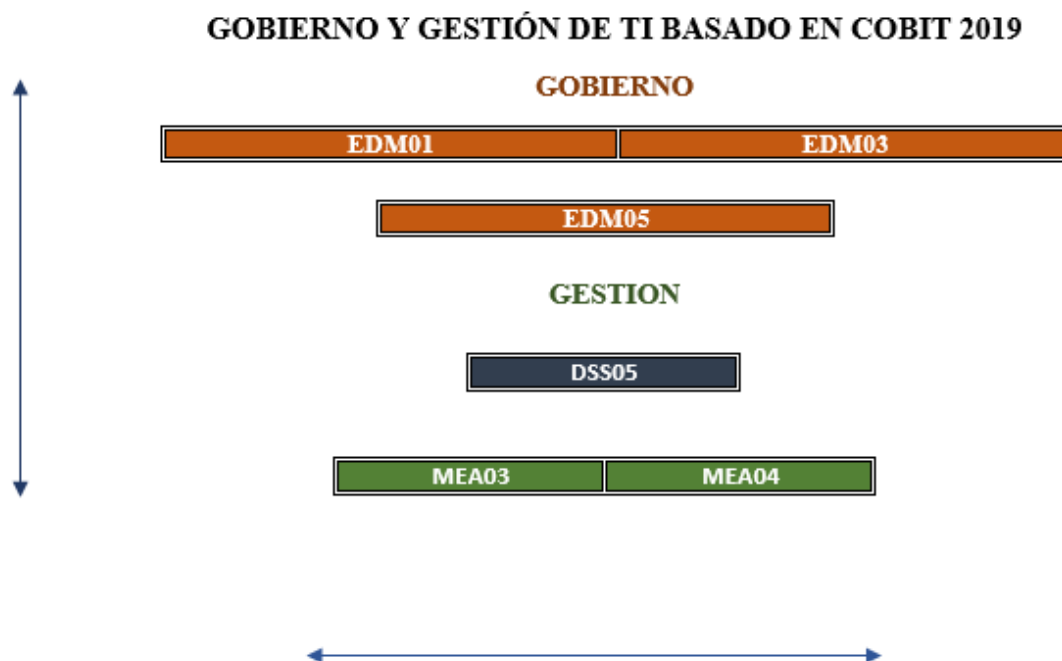 GOBIERNO Y GESTIÓN DE TI BASADO EN COBIT 2019
GOBIERNO
EDM01 EDM03
EDM05
GESTION
DSS05
MEA03 MEA04